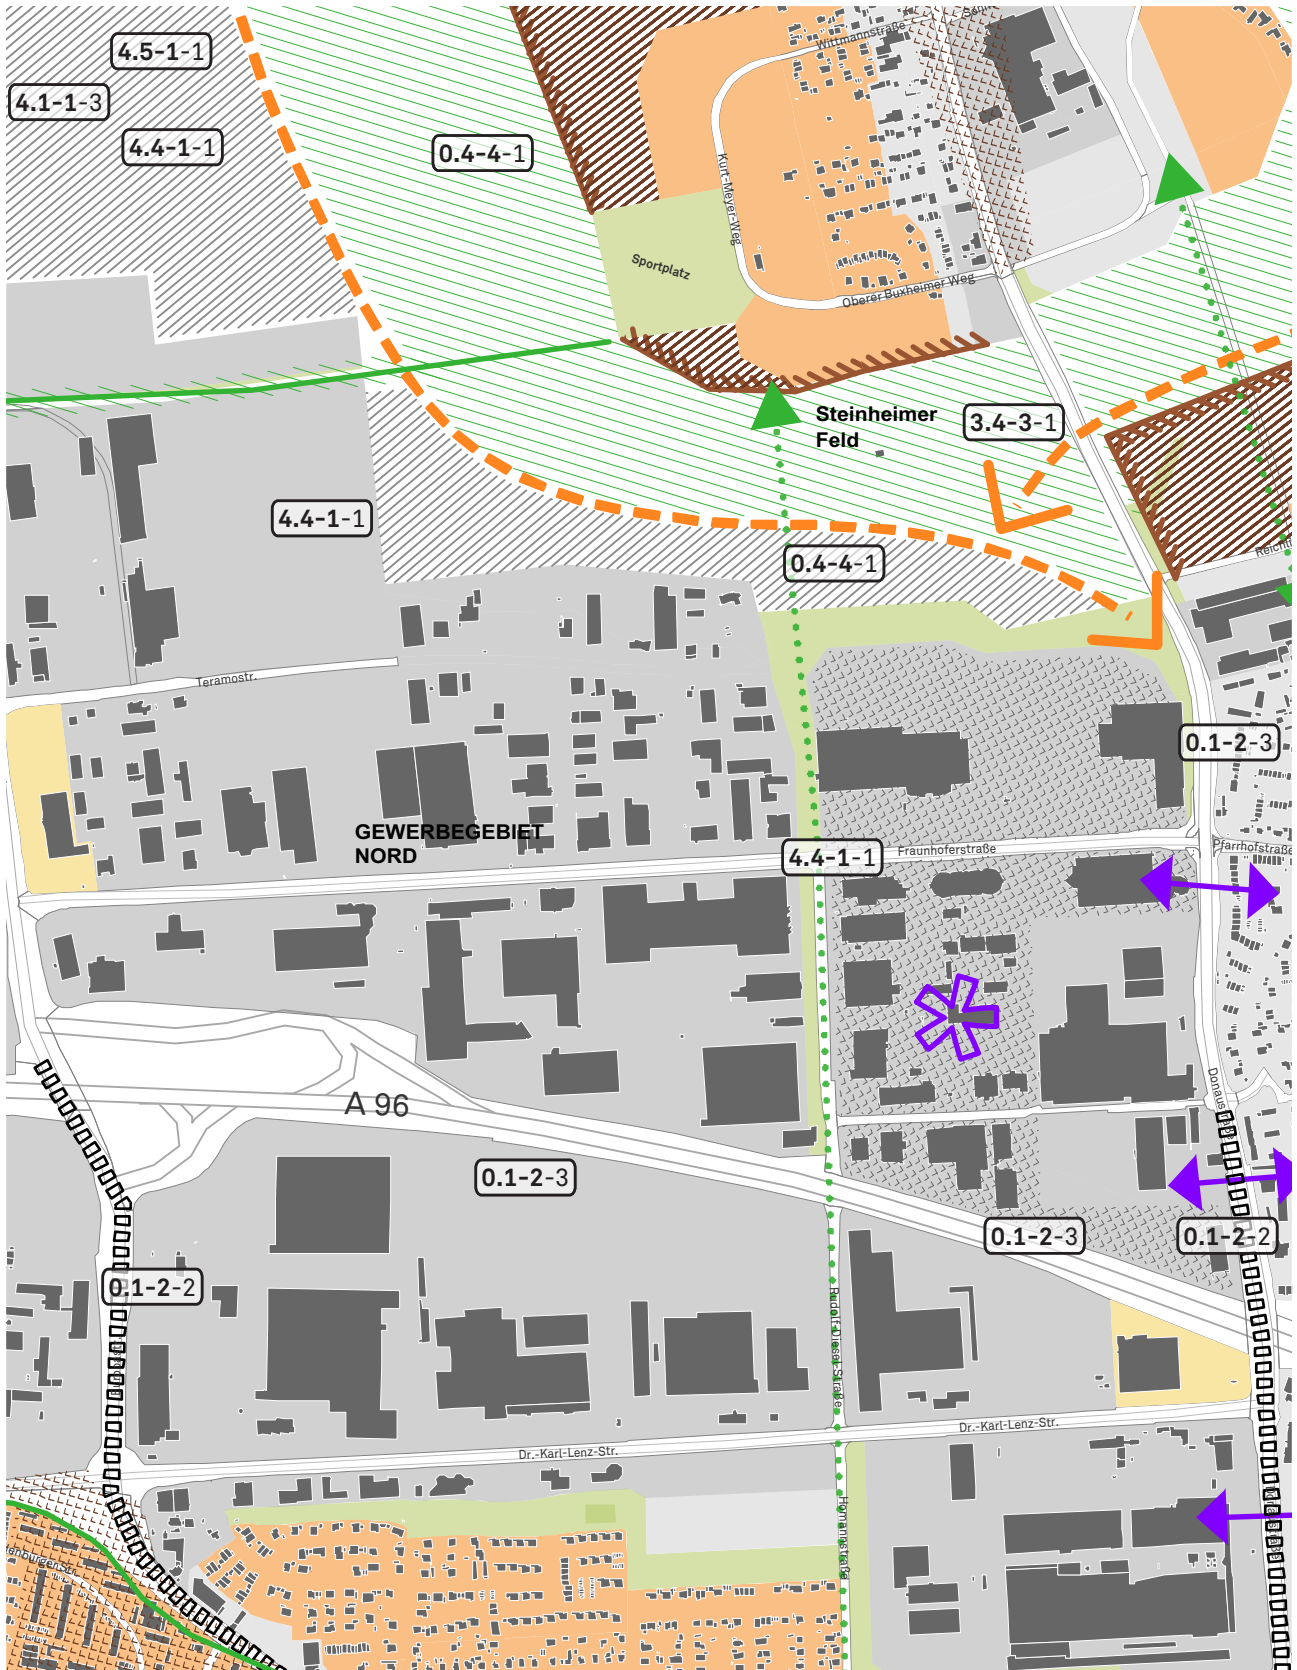 4.5-1-1
4.1-1-3
4.4-1-1
0.4-4-1
Wittmannstraße
Kurt-Meyer-Weg
Sportplatz
Oberer Buxheimer Weg
Steinheimer
Feld
3.4-3-1
4.4-1-1
0.4-4-1
Teramostr.
0.1-2-3
GEWERBEGEBIET
NORD
4.4-1-1
Fraunhoferstraße
Pfarrhofstraße
A 96
0.1-2-3
0.1-2-3
0.1-2-2
0.1-2-2
Rudolf-Diesel-Straße
Dr.-Karl-Lenz-Str.
Dr.-Karl-Lenz-Str.
Homannstraße